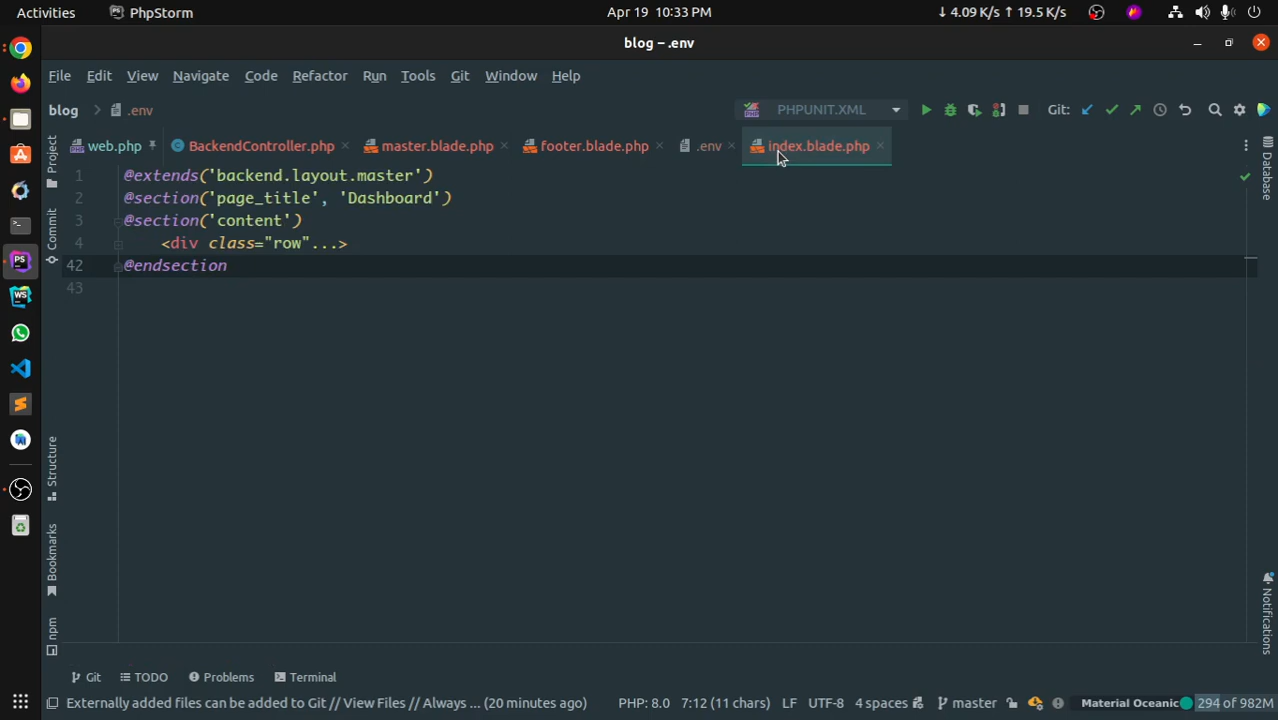 Activities PhpStorm Apr 19 10:33 PM ↓ 4.09 K/s ↑ 19.5 K/s
blog – .env
File Edit View Navigate Code Refactor Run Tools Git Window Help
blog .env PHPUNIT.XML Git:
web.php BackendController.php master.blade.php footer.blade.php .env index.blade.php
1 @extends('backend.layout.master')
2 @section('page_title', 'Dashboard')
3 @section('content')
4 <div class="row"...>
42 @endsection
43
Project
Commit
Structure
Bookmarks
npm
Database
Notifications
Git TODO Problems Terminal
Externally added files can be added to Git // View Files // Always ... (20 minutes ago) PHP: 8.0 7:12 (11 chars) LF UTF-8 4 spaces master Material Oceanic 294 of 982M